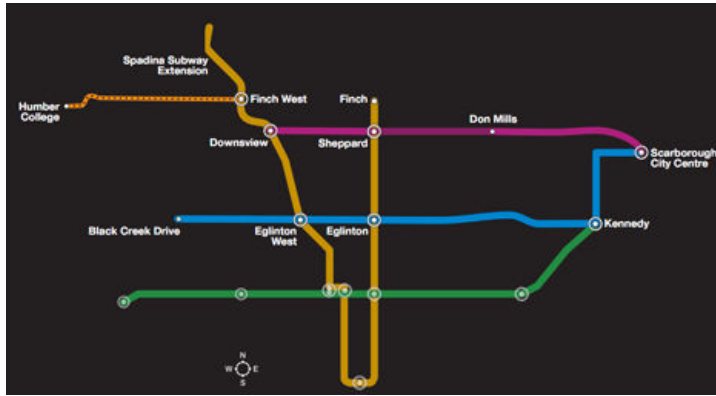 Spadina Subway
Extension
Humber
College
Finch West
Finch
Downsview
Sheppard
Don Mills
Scarborough
City Centre
Black Creek Drive
Eglinton
West
Eglinton
Kennedy
N
W E
S